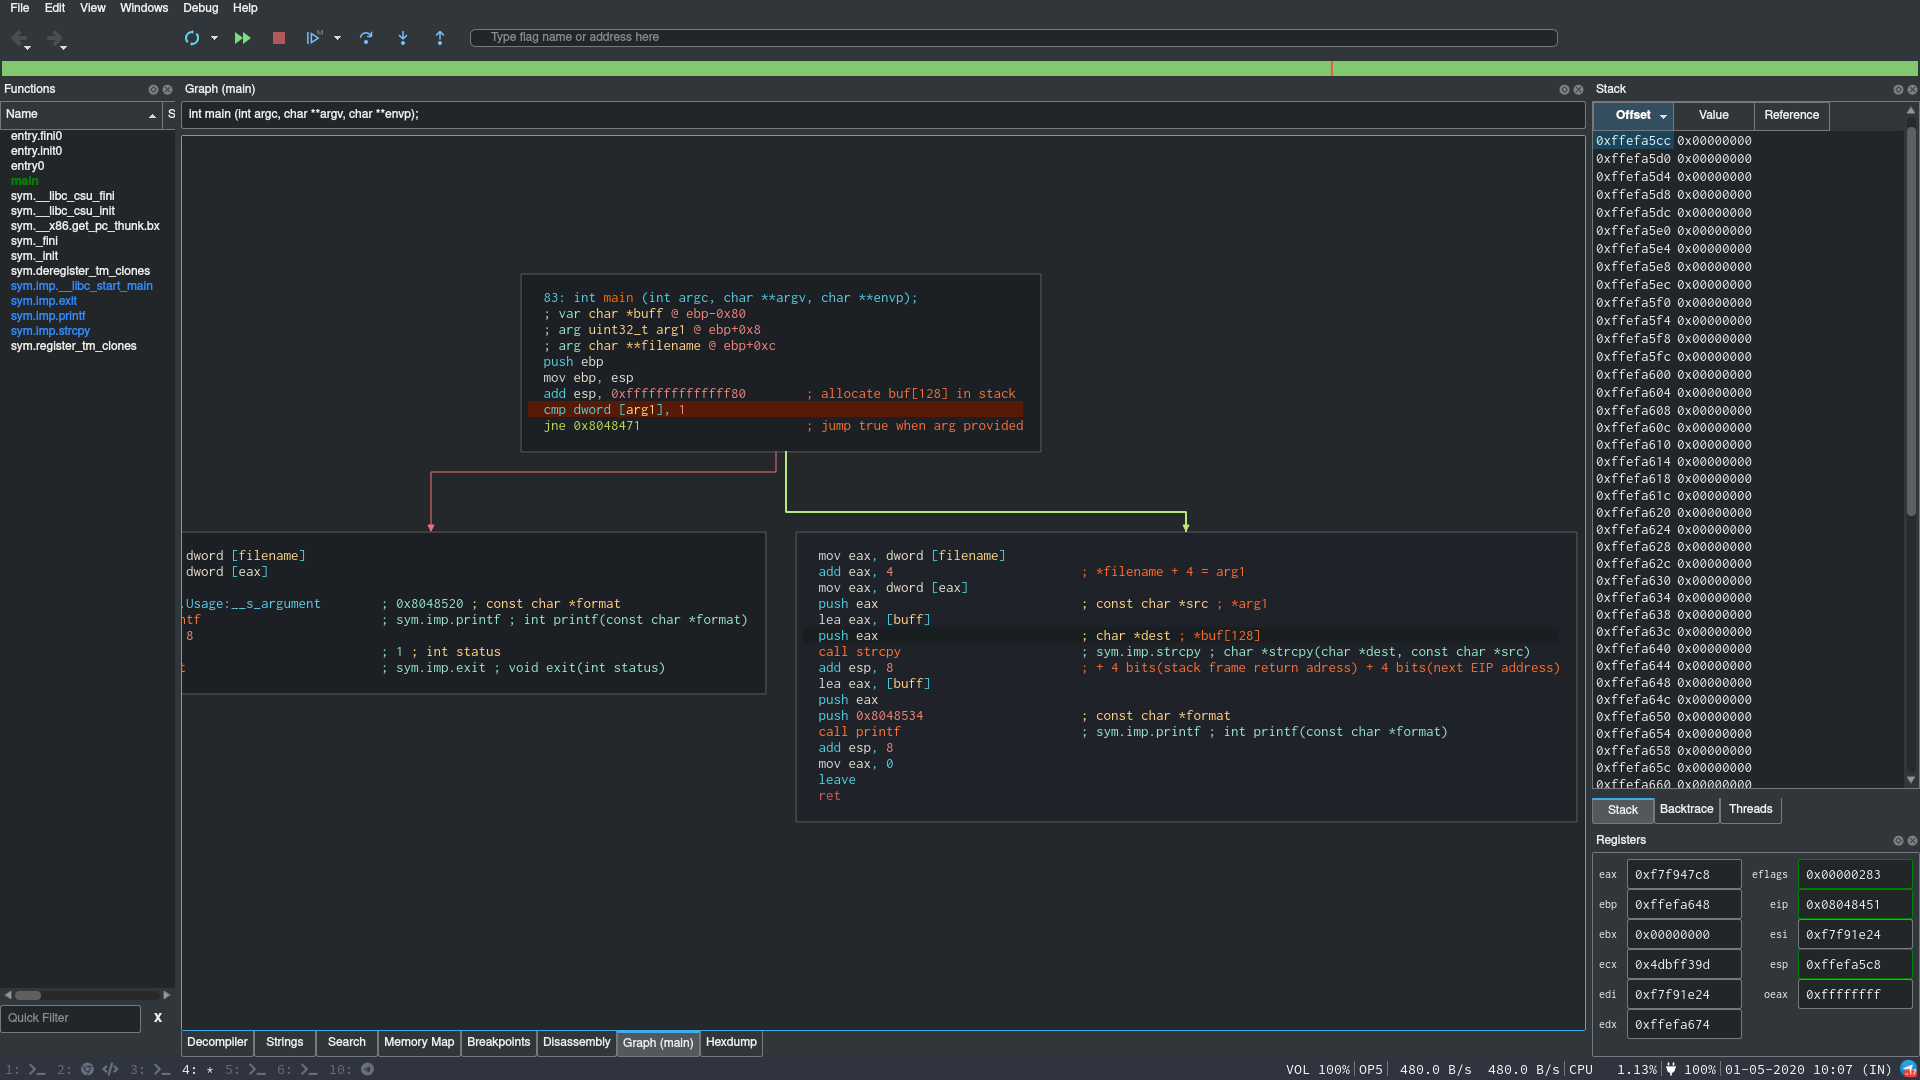 File Edit View Windows Debug Help
Type flag name or address here
Functions
Name S
entry.fini0
entry.init0
entry0
main
sym.__libc_csu_fini
sym.__libc_csu_init
sym.__x86.get_pc_thunk.bx
sym._fini
sym._init
sym.deregister_tm_clones
sym.imp.__libc_start_main
sym.imp.exit
sym.imp.printf
sym.imp.strcpy
sym.register_tm_clones
Quick Filter X
Graph (main)
int main (int argc, char **argv, char **envp);
83: int main (int argc, char **argv, char **envp);
; var char *buff @ ebp-0x80
; arg uint32_t arg1 @ ebp+0x8
; arg char **filename @ ebp+0xc
push ebp
mov ebp, esp
add esp, 0xffffffffffffff80 ; allocate buf[128] in stack
cmp dword [arg1], 1
jne 0x8048471 ; jump true when arg provided
dword [filename]
dword [eax]
.Usage:__s_argument ; 0x8048520 ; const char *format
ntf ; sym.imp.printf ; int printf(const char *format)
8
; 1 ; int status
t ; sym.imp.exit ; void exit(int status)
mov eax, dword [filename]
add eax, 4 ; *filename + 4 = arg1
mov eax, dword [eax]
push eax ; const char *src ; *arg1
lea eax, [buff]
push eax ; char *dest ; *buf[128]
call strcpy ; sym.imp.strcpy ; char *strcpy(char *dest, const char *src)
add esp, 8 ; + 4 bits(stack frame return adress) + 4 bits(next EIP address)
lea eax, [buff]
push eax
push 0x8048534 ; const char *format
call printf ; sym.imp.printf ; int printf(const char *format)
add esp, 8
mov eax, 0
leave
ret
Decompiler Strings Search Memory Map Breakpoints Disassembly Graph (main) Hexdump
Stack
Offset Value Reference
0xffefa5cc 0x00000000
0xffefa5d0 0x00000000
0xffefa5d4 0x00000000
0xffefa5d8 0x00000000
0xffefa5dc 0x00000000
0xffefa5e0 0x00000000
0xffefa5e4 0x00000000
0xffefa5e8 0x00000000
0xffefa5ec 0x00000000
0xffefa5f0 0x00000000
0xffefa5f4 0x00000000
0xffefa5f8 0x00000000
0xffefa5fc 0x00000000
0xffefa600 0x00000000
0xffefa604 0x00000000
0xffefa608 0x00000000
0xffefa60c 0x00000000
0xffefa610 0x00000000
0xffefa614 0x00000000
0xffefa618 0x00000000
0xffefa61c 0x00000000
0xffefa620 0x00000000
0xffefa624 0x00000000
0xffefa628 0x00000000
0xffefa62c 0x00000000
0xffefa630 0x00000000
0xffefa634 0x00000000
0xffefa638 0x00000000
0xffefa63c 0x00000000
0xffefa640 0x00000000
0xffefa644 0x00000000
0xffefa648 0x00000000
0xffefa64c 0x00000000
0xffefa650 0x00000000
0xffefa654 0x00000000
0xffefa658 0x00000000
0xffefa65c 0x00000000
0xffefa660 0x00000000
Stack Backtrace Threads
Registers
eax 0xf7f947c8 eflags 0x00000283
ebp 0xffefa648 eip 0x08048451
ebx 0x00000000 esi 0xf7f91e24
ecx 0x4dbff39d esp 0xffefa5c8
edi 0xf7f91e24 oeax 0xffffffff
edx 0xffefa674
1: 2: 3: 4: * 5: 6: 10: VOL 100% OP5 480.0 B/s 480.0 B/s CPU 1.13% 100% 01-05-2020 10:07 (IN)